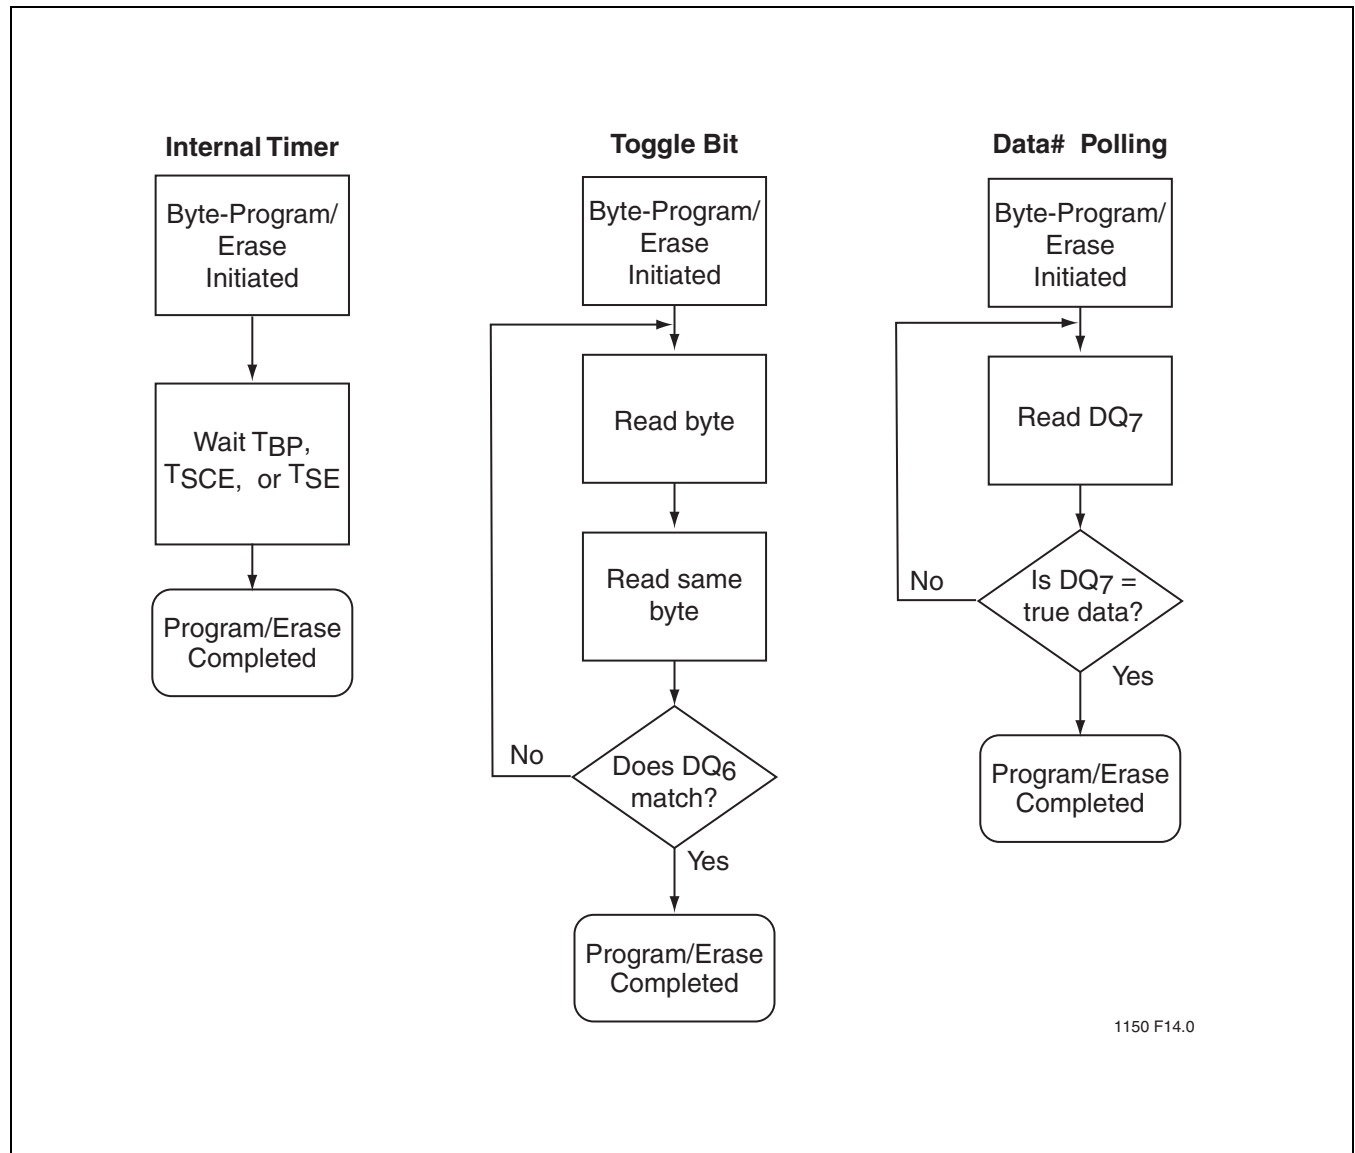 Internal Timer
Byte-Program/
Erase
Initiated
Wait TBP,
TSCE, or TSE
Program/Erase
Completed
Toggle Bit
Byte-Program/
Erase
Initiated
Read byte
Read same
byte
No
Does DQ6
match?
Yes
Program/Erase
Completed
Data# Polling
Byte-Program/
Erase
Initiated
Read DQ7
No
Is DQ7 =
true data?
Yes
Program/Erase
Completed
1150 F14.0